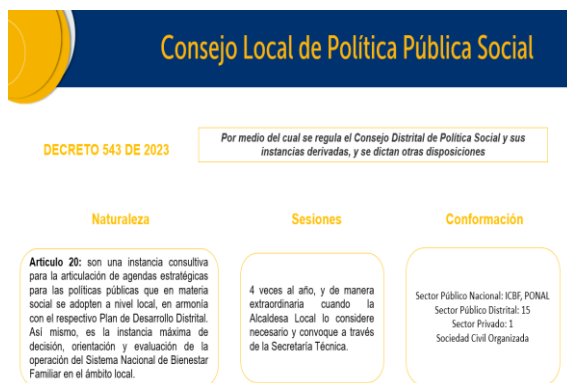 Consejo Local de Política Pública Social
DECRETO 543 DE 2023
Por medio del cual se regula el Consejo Distrital de Política Social y sus
instancias derivadas, y se dictan otras disposiciones
Naturaleza
Articulo 20: son una instancia consultiva
para la articulación de agendas estratégicas
para las políticas públicas que en materia
social se adopten a nivel local, en armonía
con el respectivo Plan de Desarrollo Distrital.
Así mismo, es la instancia máxima de
decisión, orientación y evaluación de la
operación del Sistema Nacional de Bienestar
Familiar en el ámbito local.
Sesiones
4 veces al año, y de manera
extraordinaria cuando la
Alcaldesa Local lo considere
necesario y convoque a través
de la Secretaría Técnica.
Conformación
Sector Público Nacional: ICBF, PONAL
Sector Público Distrital: 15
Sector Privado: 1
Sociedad Civil Organizada